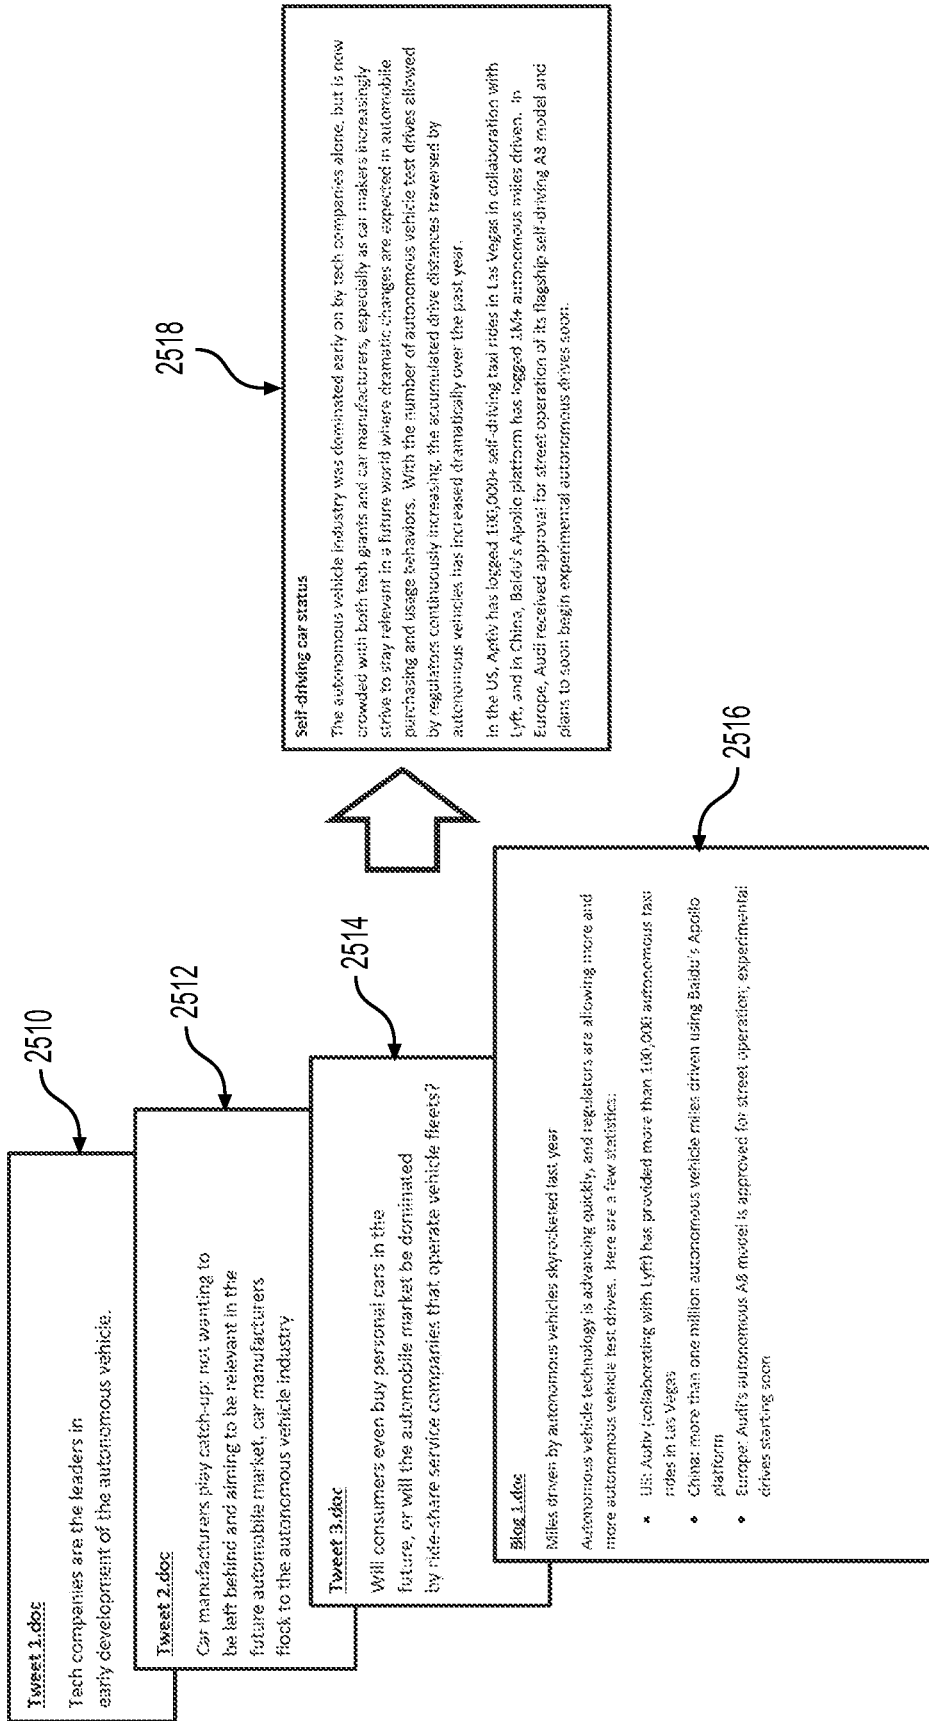 Tweet 1.doc
Tech companies are the leaders in
early development of the autonomous vehicle.
2510
Tweet 2.doc
Car manufacturers play catch-up: not wanting to
be left behind and aiming to be relevant in the
future automobile market, car manufacturers
flock to the autonomous vehicle industry
2512
Tweet 3.doc
Will consumers even buy personal cars in the
future, or will the automobile market be dominated
by ride-share service companies that operate vehicle fleets?
2514
Blog 1.doc
Miles driven by autonomous vehicles skyrocketed last year
Autonomous vehicle technology is advancing quickly, and regulators are allowing more and
more autonomous vehicle test drives. Here are a few statistics:
• US: Aptiv (collaborating with Lyft) has provided more than 100,000 autonomous taxi
rides in Las Vegas
• China: more than one million autonomous vehicle miles driven using Baidu's Apollo
platform
• Europe: Audi's autonomous A8 model is approved for street operation; experimental
drives starting soon
2516
Self-driving car status
The autonomous vehicle industry was dominated early on by tech companies alone, but is now
crowded with both tech giants and car manufacturers, especially as car makers increasingly
strive to stay relevant in a future world where dramatic changes are expected in automobile
purchasing and usage behaviors. With the number of autonomous vehicle test drives allowed
by regulators continuously increasing, the accumulated drive distances traversed by
autonomous vehicles has increased dramatically over the past year.
In the US, Aptiv has logged 100,000+ self-driving taxi rides in Las Vegas in collaboration with
Lyft, and in China, Baidu's Apollo platform has logged 1M+ autonomous miles driven. In
Europe, Audi received approval for street operation of its flagship self-driving A8 model and
plans to soon begin experimental autonomous drives soon.
2518